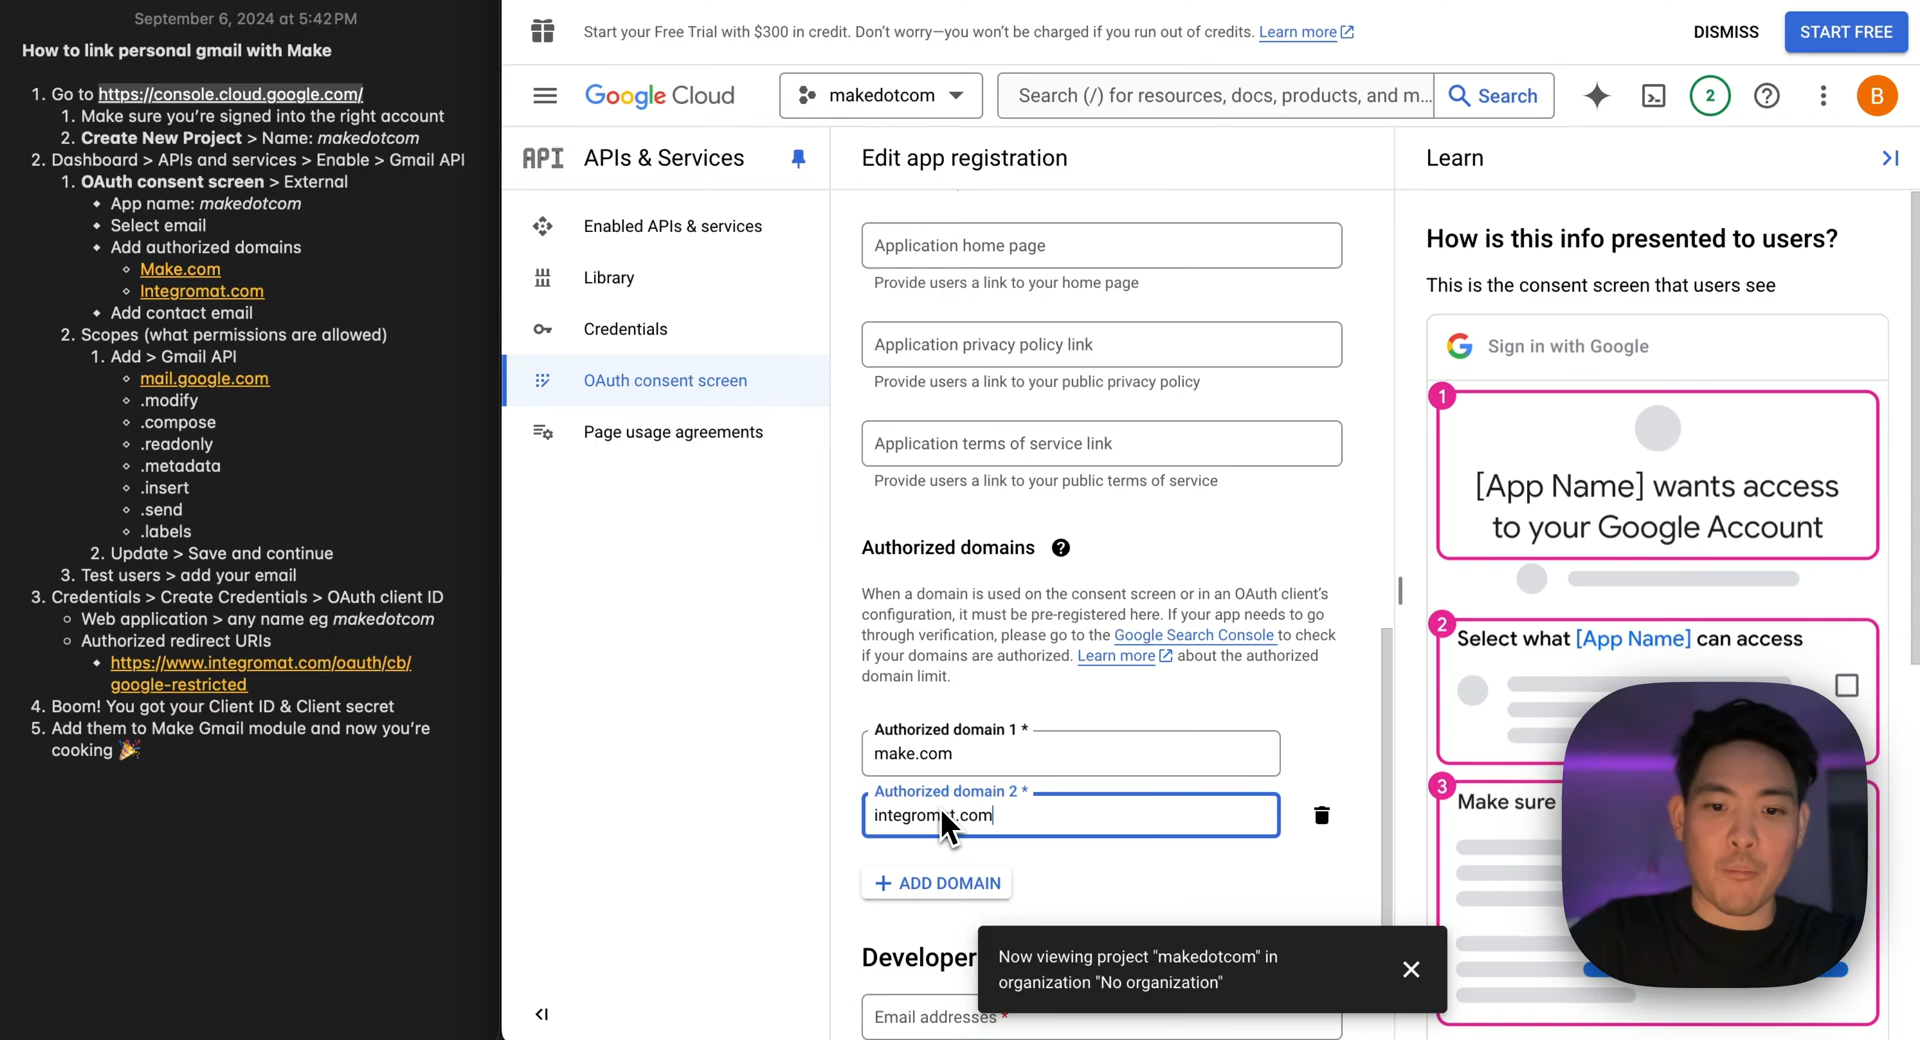 September 6, 2024 at 5:42 PM
How to link personal gmail with Make
1. Go to https://console.cloud.google.com/
1. Make sure you're signed into the right account
2. Create New Project > Name: makedotcom
2. Dashboard > APIs and services > Enable > Gmail API
1. OAuth consent screen > External
App name: makedotcom
Select email
Add authorized domains
Make.com
Integromat.com
Add contact email
2. Scopes (what permissions are allowed)
1. Add > Gmail API
mail.google.com
.modify
.compose
.readonly
.metadata
.insert
.send
.labels
2. Update > Save and continue
3. Test users > add your email
3. Credentials > Create Credentials > OAuth client ID
Web application > any name eg makedotcom
Authorized redirect URIs
https://www.integromat.com/oauth/cb/
google-restricted
4. Boom! You got your Client ID & Client secret
5. Add them to Make Gmail module and now you're
cooking 🎉
Start your Free Trial with $300 in credit. Don't worry—you won't be charged if you run out of credits. Learn more
DISMISS
START FREE
Google Cloud
makedotcom
Search (/) for resources, docs, products, and m...
Search
2
B
API
APIs & Services
Enabled APIs & services
Library
Credentials
OAuth consent screen
Page usage agreements
Edit app registration
Application home page
Provide users a link to your home page
Application privacy policy link
Provide users a link to your public privacy policy
Application terms of service link
Provide users a link to your public terms of service
Authorized domains
When a domain is used on the consent screen or in an OAuth client's
configuration, it must be pre-registered here. If your app needs to go
through verification, please go to the Google Search Console to check
if your domains are authorized. Learn more about the authorized
domain limit.
Authorized domain 1 *
make.com
Authorized domain 2 *
integromat.com
+ ADD DOMAIN
Developer
Email addresses *
Now viewing project "makedotcom" in
organization "No organization"
Learn
How is this info presented to users?
This is the consent screen that users see
Sign in with Google
1
[App Name] wants access
to your Google Account
2
Select what [App Name] can access
3
Make sure